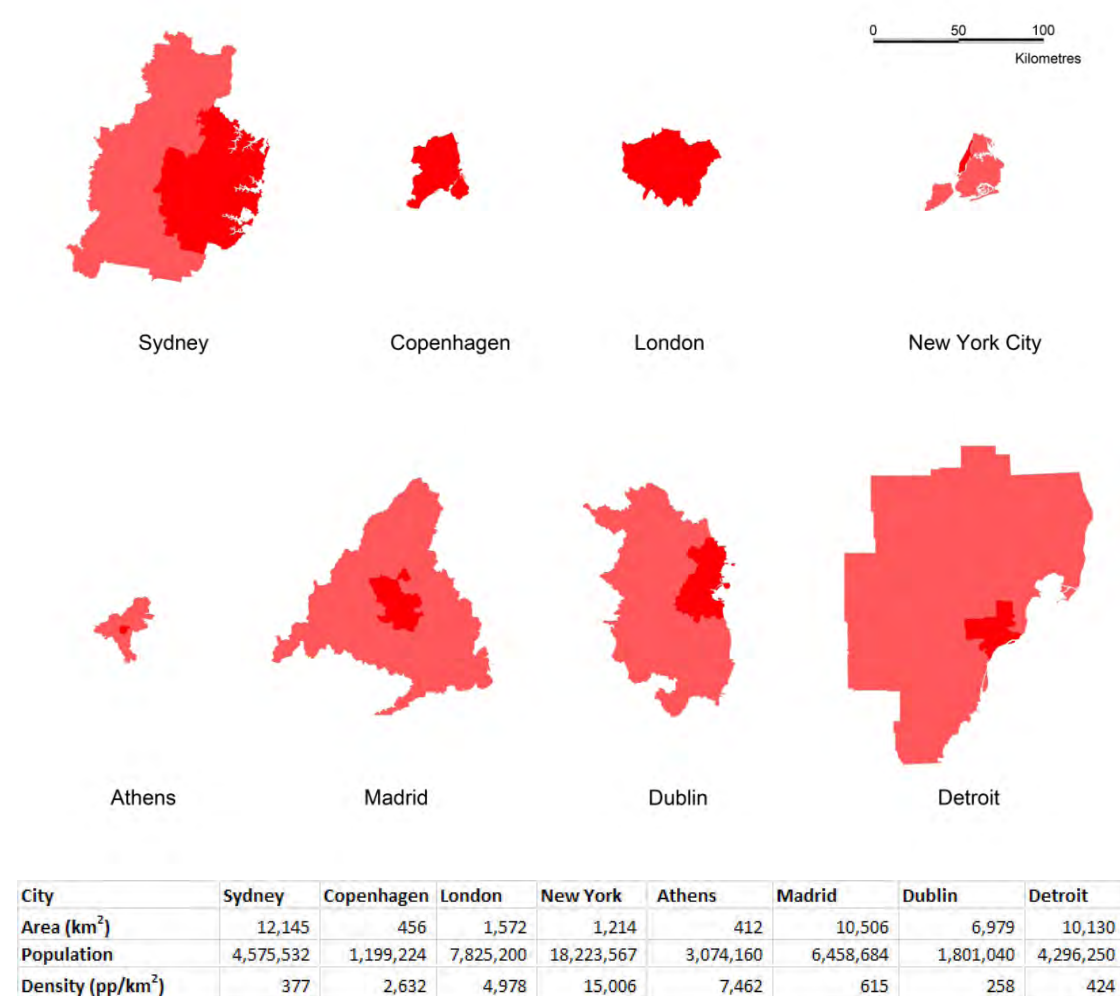 0 50 100
Kilometres
Sydney Copenhagen London New York City
Athens Madrid Dublin Detroit
City Sydney Copenhagen London New York Athens Madrid Dublin Detroit
Area (km²) 12,145 456 1,572 1,214 412 10,506 6,979 10,130
Population 4,575,532 1,199,224 7,825,200 18,223,567 3,074,160 6,458,684 1,801,040 4,296,250
Density (pp/km²) 377 2,632 4,978 15,006 7,462 615 258 424